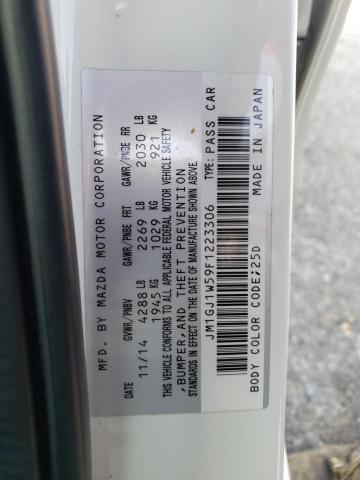 MFD. BY MAZDA MOTOR CORPORATION
DATE GVWR/PNBV GAWR/PNBE FRT GAWR/PNBE RR
11/14 4288 LB 2269 LB 2030 LB
1945 KG 1029 KG 921 KG
THIS VEHICLE CONFORMS TO ALL APPLICABLE FEDERAL MOTOR VEHICLE SAFETY
,BUMPER,AND THEFT PREVENTION
STANDARDS IN EFFECT ON THE DATE OF MANUFACTURE SHOWN ABOVE.
JM1GJ1W59F1223306 TYPE: PASS CAR
BODY COLOR CODE;25D MADE IN JAPAN